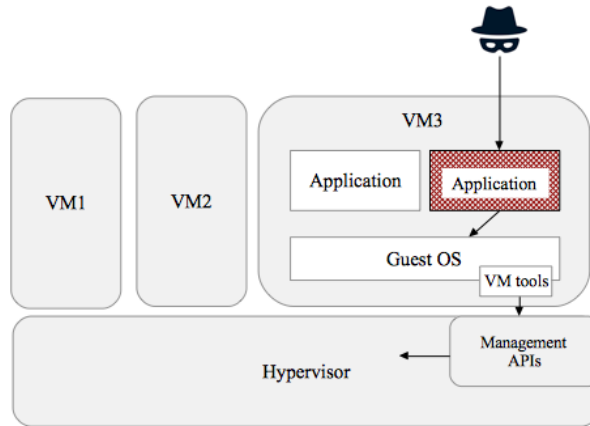 VM1
VM2
VM3
Application
Application
Guest OS
VM tools
Management
APIs
Hypervisor